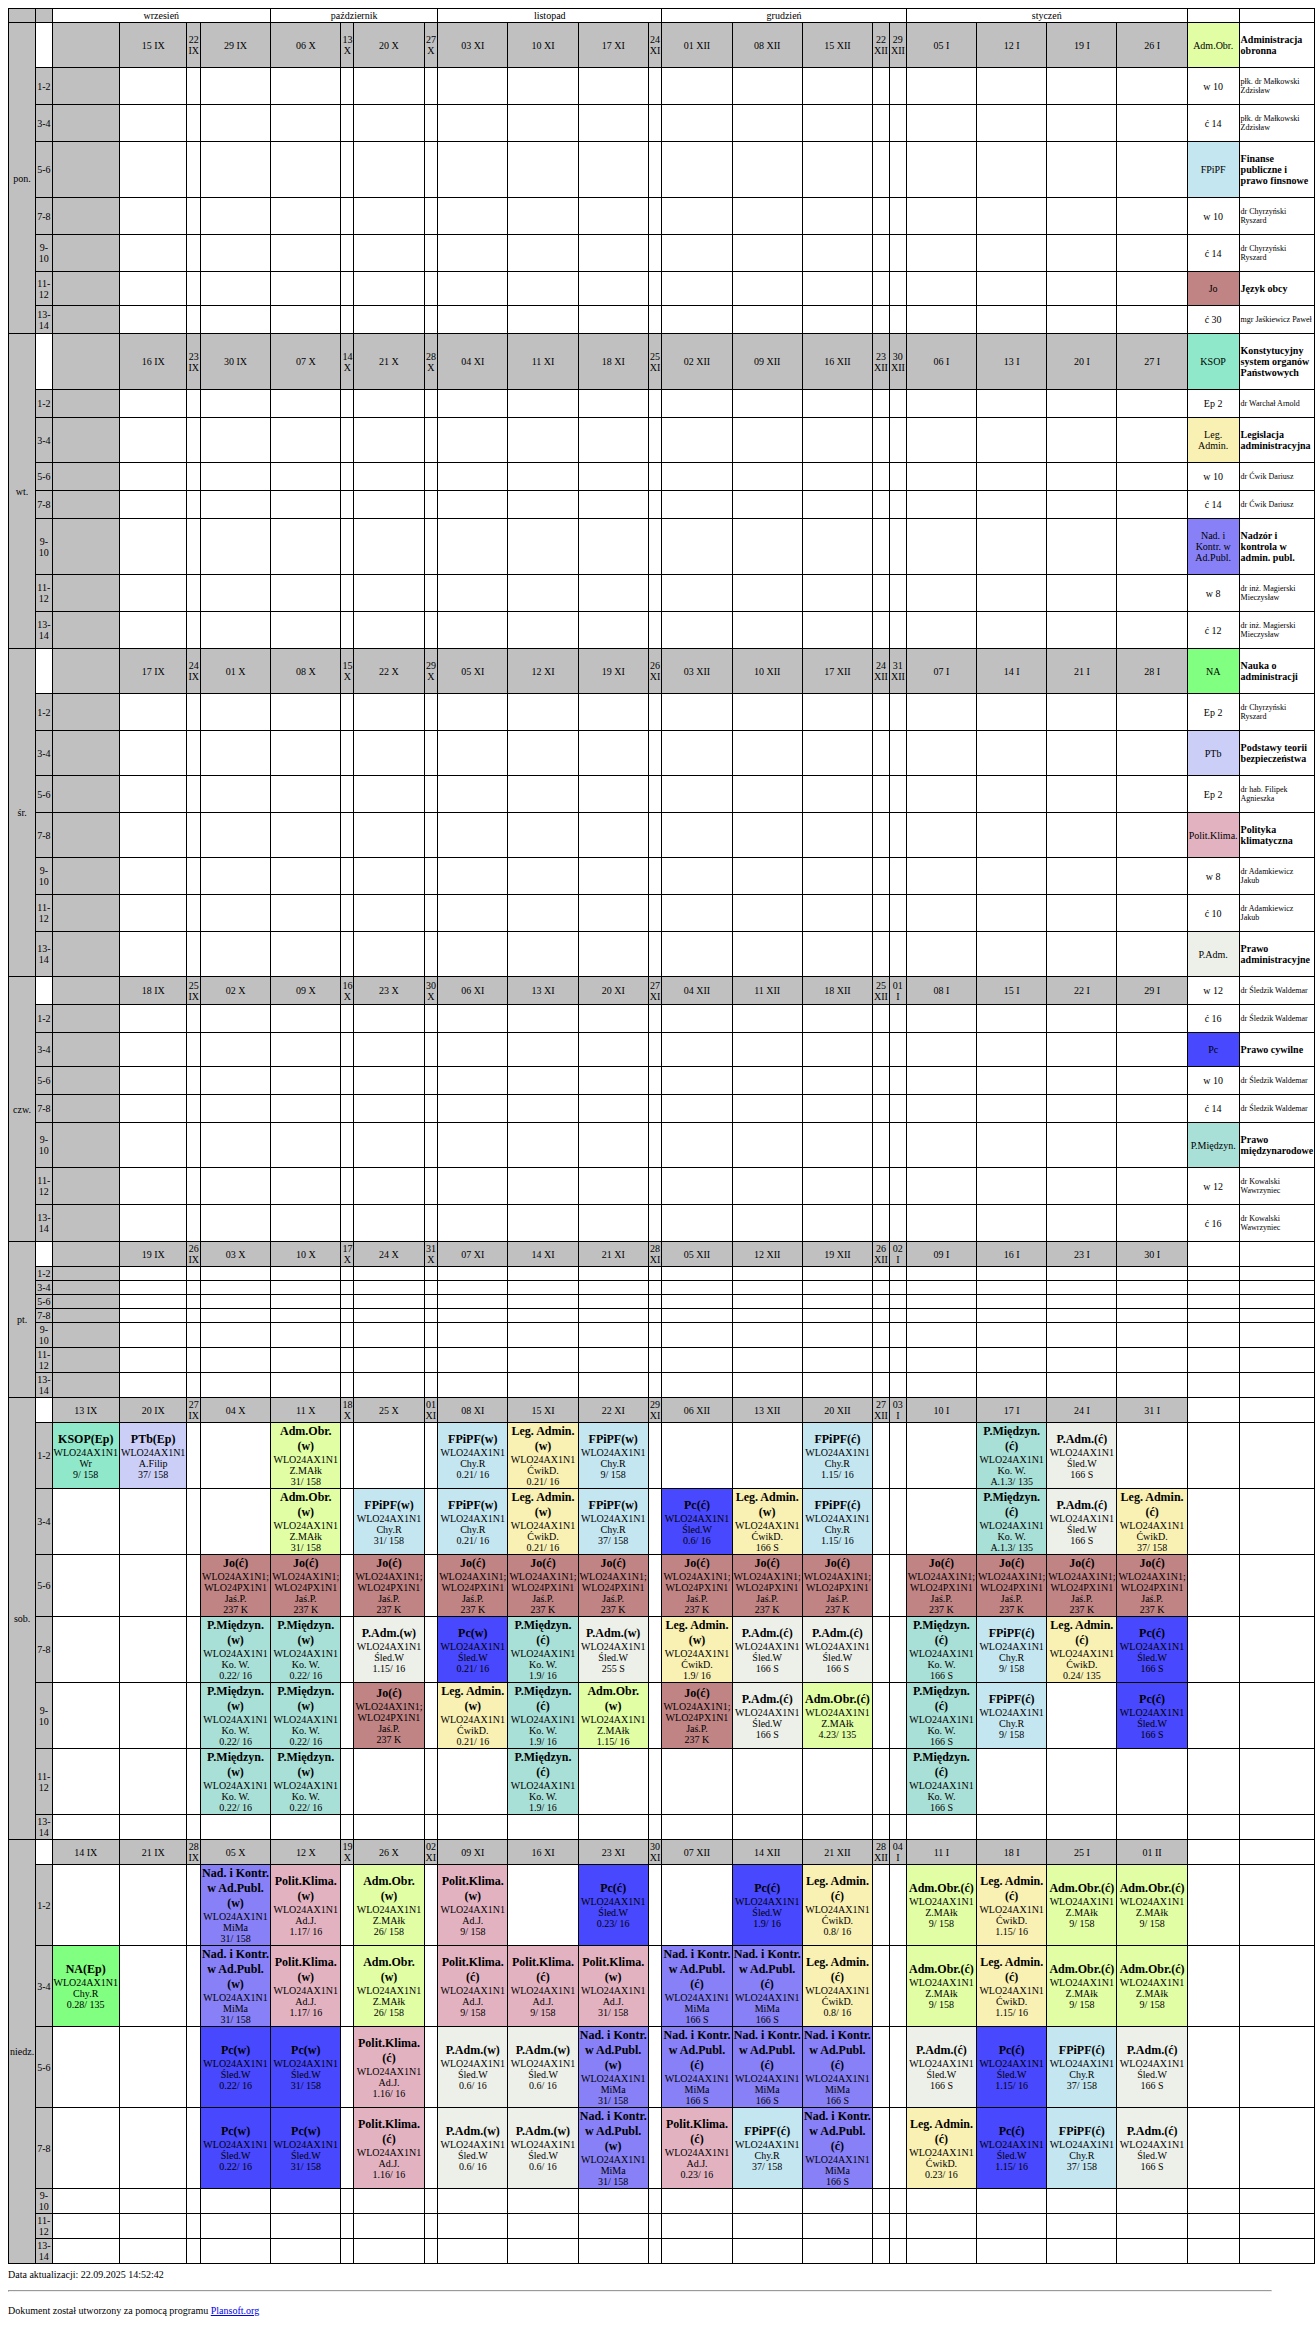 wrzesień październik listopad grudzień styczeń
pon. 15 IX 22 IX 29 IX 06 X 13 X 20 X 27 X 03 XI 10 XI 17 XI 24 XI 01 XII 08 XII 15 XII 22 XII 29 XII 05 I 12 I 19 I 26 I Adm.Obr. Administracja obronna
1-2 w 10 płk. dr Małkowski Zdzisław
3-4 ć 14 płk. dr Małkowski Zdzisław
5-6 FPiPF Finanse publiczne i prawo finsnowe
7-8 w 10 dr Chyrzyński Ryszard
9-10 ć 14 dr Chyrzyński Ryszard
11-12 Jo Język obcy
13-14 ć 30 mgr Jaśkiewicz Paweł
wt. 16 IX 23 IX 30 IX 07 X 14 X 21 X 28 X 04 XI 11 XI 18 XI 25 XI 02 XII 09 XII 16 XII 23 XII 30 XII 06 I 13 I 20 I 27 I KSOP Konstytucyjny system organów Państwowych
1-2 Ep 2 dr Warchał Arnold
3-4 Leg. Admin. Legislacja administracyjna
5-6 w 10 dr Ćwik Dariusz
7-8 ć 14 dr Ćwik Dariusz
9-10 Nad. i Kontr. w Ad.Publ. Nadzór i kontrola w admin. publ.
11-12 w 8 dr inż. Magierski Mieczysław
13-14 ć 12 dr inż. Magierski Mieczysław
śr. 17 IX 24 IX 01 X 08 X 15 X 22 X 29 X 05 XI 12 XI 19 XI 26 XI 03 XII 10 XII 17 XII 24 XII 31 XII 07 I 14 I 21 I 28 I NA Nauka o administracji
1-2 Ep 2 dr Chyrzyński Ryszard
3-4 PTb Podstawy teorii bezpieczeństwa
5-6 Ep 2 dr hab. Filipek Agnieszka
7-8 Polit.Klima. Polityka klimatyczna
9-10 w 8 dr Adamkiewicz Jakub
11-12 ć 10 dr Adamkiewicz Jakub
13-14 P.Adm. Prawo administracyjne
czw. 18 IX 25 IX 02 X 09 X 16 X 23 X 30 X 06 XI 13 XI 20 XI 27 XI 04 XII 11 XII 18 XII 25 XII 01 I 08 I 15 I 22 I 29 I w 12 dr Śledzik Waldemar
1-2 ć 16 dr Śledzik Waldemar
3-4 Pc Prawo cywilne
5-6 w 10 dr Śledzik Waldemar
7-8 ć 14 dr Śledzik Waldemar
9-10 P.Międzyn. Prawo międzynarodowe
11-12 w 12 dr Kowalski Wawrzyniec
13-14 ć 16 dr Kowalski Wawrzyniec
pt. 19 IX 26 IX 03 X 10 X 17 X 24 X 31 X 07 XI 14 XI 21 XI 28 XI 05 XII 12 XII 19 XII 26 XII 02 I 09 I 16 I 23 I 30 I
1-2
3-4
5-6
7-8
9-10
11-12
13-14
sob. 13 IX 20 IX 27 IX 04 X 11 X 18 X 25 X 01 XI 08 XI 15 XI 22 XI 29 XI 06 XII 13 XII 20 XII 27 XII 03 I 10 I 17 I 24 I 31 I
1-2 KSOP(Ep) WLO24AX1N1 Wr 9/ 158 PTb(Ep) WLO24AX1N1 A.Filip 37/ 158 Adm.Obr.(w) WLO24AX1N1 Z.MAłk 31/ 158 FPiPF(w) WLO24AX1N1 Chy.R 0.21/ 16 Leg. Admin.(w) WLO24AX1N1 ĆwikD. 0.21/ 16 FPiPF(w) WLO24AX1N1 Chy.R 9/ 158 FPiPF(ć) WLO24AX1N1 Chy.R 1.15/ 16 P.Międzyn.(ć) WLO24AX1N1 Ko. W. A.1.3/ 135 P.Adm.(ć) WLO24AX1N1 Śled.W 166 S
3-4 Adm.Obr.(w) WLO24AX1N1 Z.MAłk 31/ 158 FPiPF(w) WLO24AX1N1 Chy.R 31/ 158 FPiPF(w) WLO24AX1N1 Chy.R 0.21/ 16 Leg. Admin.(w) WLO24AX1N1 ĆwikD. 0.21/ 16 FPiPF(w) WLO24AX1N1 Chy.R 37/ 158 Pc(ć) WLO24AX1N1 Śled.W 0.6/ 16 Leg. Admin.(w) WLO24AX1N1 ĆwikD. 166 S FPiPF(ć) WLO24AX1N1 Chy.R 1.15/ 16 P.Międzyn.(ć) WLO24AX1N1 Ko. W. A.1.3/ 135 P.Adm.(ć) WLO24AX1N1 Śled.W 166 S Leg. Admin.(ć) WLO24AX1N1 ĆwikD. 37/ 158
5-6 Jo(ć) WLO24AX1N1; WLO24PX1N1 Jaś.P. 237 K Jo(ć) WLO24AX1N1; WLO24PX1N1 Jaś.P. 237 K Jo(ć) WLO24AX1N1; WLO24PX1N1 Jaś.P. 237 K Jo(ć) WLO24AX1N1; WLO24PX1N1 Jaś.P. 237 K Jo(ć) WLO24AX1N1; WLO24PX1N1 Jaś.P. 237 K Jo(ć) WLO24AX1N1; WLO24PX1N1 Jaś.P. 237 K Jo(ć) WLO24AX1N1; WLO24PX1N1 Jaś.P. 237 K Jo(ć) WLO24AX1N1; WLO24PX1N1 Jaś.P. 237 K Jo(ć) WLO24AX1N1; WLO24PX1N1 Jaś.P. 237 K Jo(ć) WLO24AX1N1; WLO24PX1N1 Jaś.P. 237 K Jo(ć) WLO24AX1N1; WLO24PX1N1 Jaś.P. 237 K Jo(ć) WLO24AX1N1; WLO24PX1N1 Jaś.P. 237 K Jo(ć) WLO24AX1N1; WLO24PX1N1 Jaś.P. 237 K
7-8 P.Międzyn.(w) WLO24AX1N1 Ko. W. 0.22/ 16 P.Międzyn.(w) WLO24AX1N1 Ko. W. 0.22/ 16 P.Adm.(w) WLO24AX1N1 Śled.W 1.15/ 16 Pc(w) WLO24AX1N1 Śled.W 0.21/ 16 P.Międzyn.(ć) WLO24AX1N1 Ko. W. 1.9/ 16 P.Adm.(w) WLO24AX1N1 Śled.W 255 S Leg. Admin.(w) WLO24AX1N1 ĆwikD. 1.9/ 16 P.Adm.(ć) WLO24AX1N1 Śled.W 166 S P.Adm.(ć) WLO24AX1N1 Śled.W 166 S P.Międzyn.(ć) WLO24AX1N1 Ko. W. 166 S FPiPF(ć) WLO24AX1N1 Chy.R 9/ 158 Leg. Admin.(ć) WLO24AX1N1 ĆwikD. 0.24/ 135 Pc(ć) WLO24AX1N1 Śled.W 166 S
9-10 P.Międzyn.(w) WLO24AX1N1 Ko. W. 0.22/ 16 P.Międzyn.(w) WLO24AX1N1 Ko. W. 0.22/ 16 Jo(ć) WLO24AX1N1; WLO24PX1N1 Jaś.P. 237 K Leg. Admin.(w) WLO24AX1N1 ĆwikD. 0.21/ 16 P.Międzyn.(ć) WLO24AX1N1 Ko. W. 1.9/ 16 Adm.Obr.(w) WLO24AX1N1 Z.MAłk 1.15/ 16 Jo(ć) WLO24AX1N1; WLO24PX1N1 Jaś.P. 237 K P.Adm.(ć) WLO24AX1N1 Śled.W 166 S Adm.Obr.(ć) WLO24AX1N1 Z.MAłk 4.23/ 135 P.Międzyn.(ć) WLO24AX1N1 Ko. W. 166 S FPiPF(ć) WLO24AX1N1 Chy.R 9/ 158 Pc(ć) WLO24AX1N1 Śled.W 166 S
11-12 P.Międzyn.(w) WLO24AX1N1 Ko. W. 0.22/ 16 P.Międzyn.(w) WLO24AX1N1 Ko. W. 0.22/ 16 P.Międzyn.(ć) WLO24AX1N1 Ko. W. 1.9/ 16 P.Międzyn.(ć) WLO24AX1N1 Ko. W. 166 S
13-14
niedz. 14 IX 21 IX 28 IX 05 X 12 X 19 X 26 X 02 XI 09 XI 16 XI 23 XI 30 XI 07 XII 14 XII 21 XII 28 XII 04 I 11 I 18 I 25 I 01 II
1-2 Nad. i Kontr. w Ad.Publ.(w) WLO24AX1N1 MiMa 31/ 158 Polit.Klima.(w) WLO24AX1N1 Ad.J. 1.17/ 16 Adm.Obr.(w) WLO24AX1N1 Z.MAłk 26/ 158 Polit.Klima.(w) WLO24AX1N1 Ad.J. 9/ 158 Pc(ć) WLO24AX1N1 Śled.W 0.23/ 16 Pc(ć) WLO24AX1N1 Śled.W 1.9/ 16 Leg. Admin.(ć) WLO24AX1N1 ĆwikD. 0.8/ 16 Adm.Obr.(ć) WLO24AX1N1 Z.MAłk 9/ 158 Leg. Admin.(ć) WLO24AX1N1 ĆwikD. 1.15/ 16 Adm.Obr.(ć) WLO24AX1N1 Z.MAłk 9/ 158 Adm.Obr.(ć) WLO24AX1N1 Z.MAłk 9/ 158
3-4 NA(Ep) WLO24AX1N1 Chy.R 0.28/ 135 Nad. i Kontr. w Ad.Publ.(w) WLO24AX1N1 MiMa 31/ 158 Polit.Klima.(w) WLO24AX1N1 Ad.J. 1.17/ 16 Adm.Obr.(w) WLO24AX1N1 Z.MAłk 26/ 158 Polit.Klima.(ć) WLO24AX1N1 Ad.J. 9/ 158 Polit.Klima.(ć) WLO24AX1N1 Ad.J. 9/ 158 Polit.Klima.(w) WLO24AX1N1 Ad.J. 31/ 158 Nad. i Kontr. w Ad.Publ.(ć) WLO24AX1N1 MiMa 166 S Nad. i Kontr. w Ad.Publ.(ć) WLO24AX1N1 MiMa 166 S Leg. Admin.(ć) WLO24AX1N1 ĆwikD. 0.8/ 16 Adm.Obr.(ć) WLO24AX1N1 Z.MAłk 9/ 158 Leg. Admin.(ć) WLO24AX1N1 ĆwikD. 1.15/ 16 Adm.Obr.(ć) WLO24AX1N1 Z.MAłk 9/ 158 Adm.Obr.(ć) WLO24AX1N1 Z.MAłk 9/ 158
5-6 Pc(w) WLO24AX1N1 Śled.W 0.22/ 16 Pc(w) WLO24AX1N1 Śled.W 31/ 158 Polit.Klima.(ć) WLO24AX1N1 Ad.J. 1.16/ 16 P.Adm.(w) WLO24AX1N1 Śled.W 0.6/ 16 P.Adm.(w) WLO24AX1N1 Śled.W 0.6/ 16 Nad. i Kontr. w Ad.Publ.(w) WLO24AX1N1 MiMa 31/ 158 Nad. i Kontr. w Ad.Publ.(ć) WLO24AX1N1 MiMa 166 S Nad. i Kontr. w Ad.Publ.(ć) WLO24AX1N1 MiMa 166 S Nad. i Kontr. w Ad.Publ.(ć) WLO24AX1N1 MiMa 166 S P.Adm.(ć) WLO24AX1N1 Śled.W 166 S Pc(ć) WLO24AX1N1 Śled.W 1.15/ 16 FPiPF(ć) WLO24AX1N1 Chy.R 37/ 158 P.Adm.(ć) WLO24AX1N1 Śled.W 166 S
7-8 Pc(w) WLO24AX1N1 Śled.W 0.22/ 16 Pc(w) WLO24AX1N1 Śled.W 31/ 158 Polit.Klima.(ć) WLO24AX1N1 Ad.J. 1.16/ 16 P.Adm.(w) WLO24AX1N1 Śled.W 0.6/ 16 P.Adm.(w) WLO24AX1N1 Śled.W 0.6/ 16 Nad. i Kontr. w Ad.Publ.(w) WLO24AX1N1 MiMa 31/ 158 Polit.Klima.(ć) WLO24AX1N1 Ad.J. 0.23/ 16 FPiPF(ć) WLO24AX1N1 Chy.R 37/ 158 Nad. i Kontr. w Ad.Publ.(ć) WLO24AX1N1 MiMa 166 S Leg. Admin.(ć) WLO24AX1N1 ĆwikD. 0.23/ 16 Pc(ć) WLO24AX1N1 Śled.W 1.15/ 16 FPiPF(ć) WLO24AX1N1 Chy.R 37/ 158 P.Adm.(ć) WLO24AX1N1 Śled.W 166 S
9-10
11-12
13-14
Data aktualizacji: 22.09.2025 14:52:42
Dokument został utworzony za pomocą programu Plansoft.org